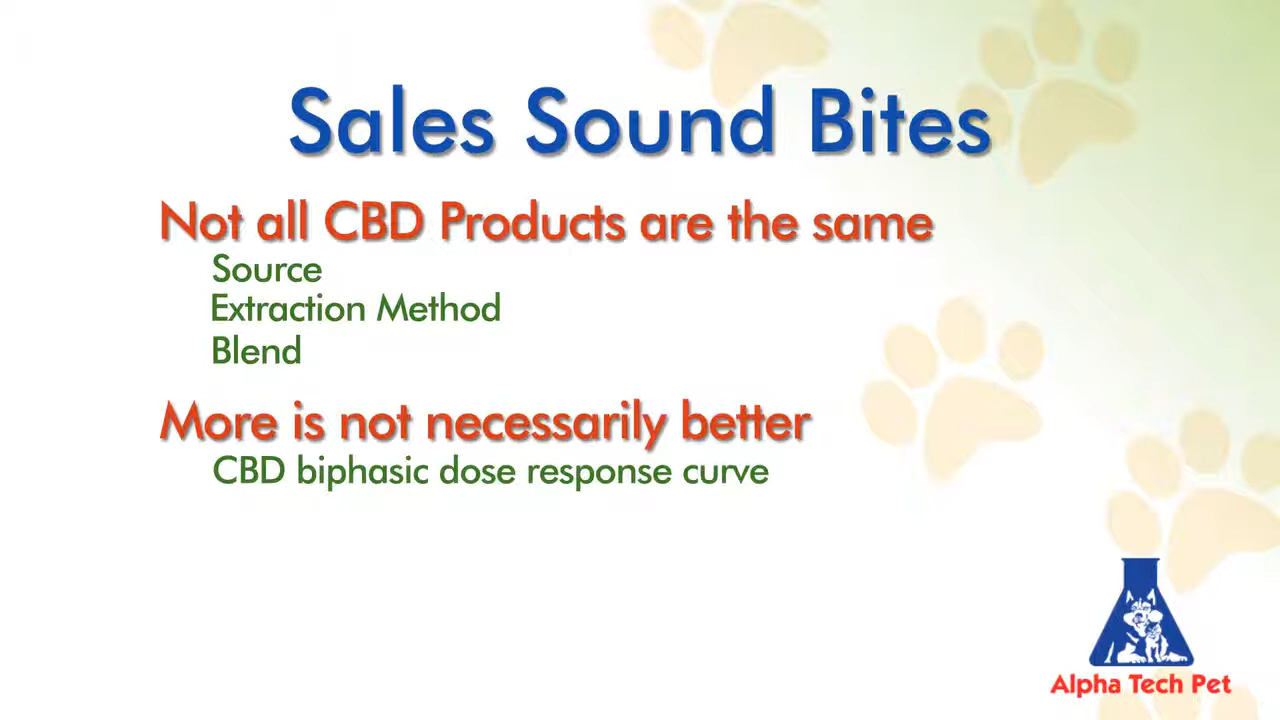 Sales Sound Bites
Not all CBD Products are the same
Source
Extraction Method
Blend
More is not necessarily better
CBD biphasic dose response curve
Alpha Tech Pet